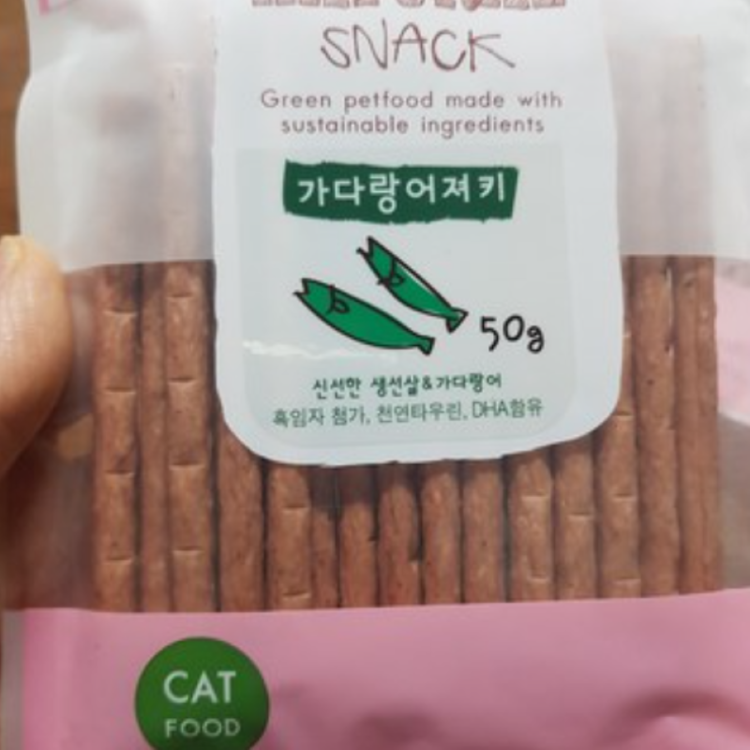 SNACK
Green petfood made with
sustainable ingredients
가다랑어져키
50g
신선한 생선살&가다랑어
흑임자 첨가, 천연타우린, DHA함유
CAT
FOOD